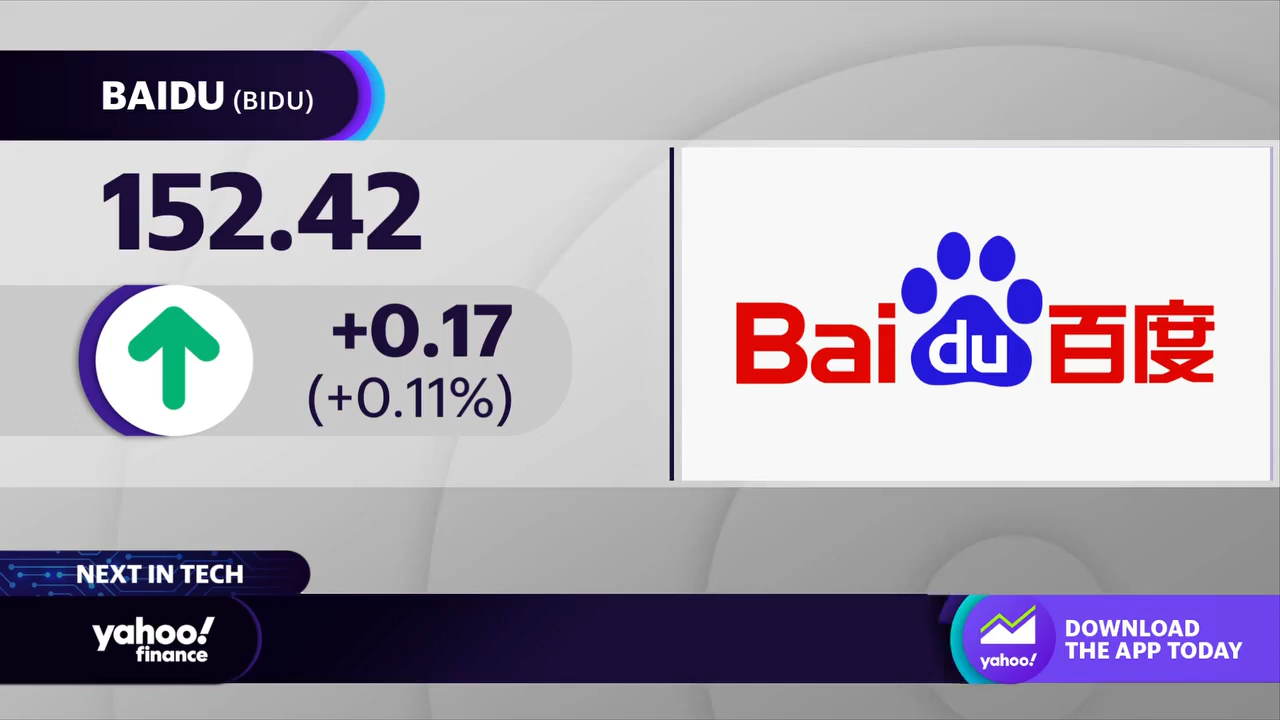 BAIDU (BIDU)
152.42
+0.17
(+0.11%)
Bai du 百度
NEXT IN TECH
yahoo!
finance
yahoo!
DOWNLOAD
THE APP TODAY